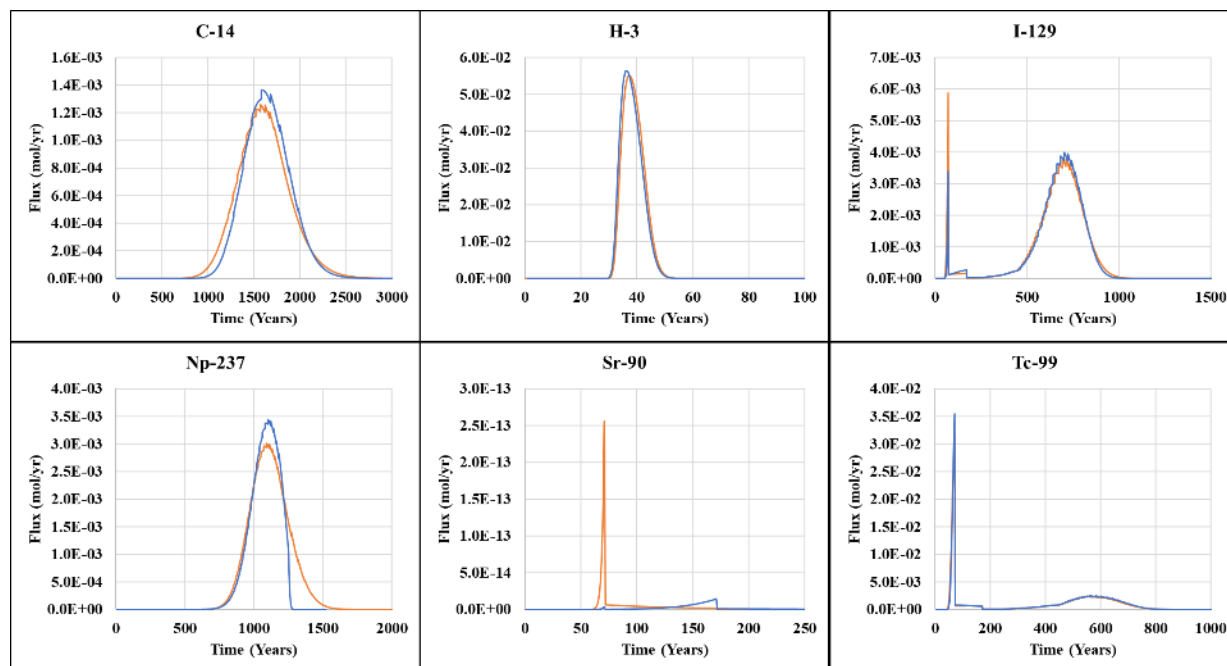 C-14
1.6E-03
1.4E-03
1.2E-03
1.0E-03
8.0E-04
6.0E-04
4.0E-04
2.0E-04
0.0E+00
Flux (mol/yr)
0 500 1000 1500 2000 2500 3000
Time (Years)
H-3
6.0E-02
5.0E-02
4.0E-02
3.0E-02
2.0E-02
1.0E-02
0.0E+00
Flux (mol/yr)
0 20 40 60 80 100
Time (Years)
I-129
7.0E-03
6.0E-03
5.0E-03
4.0E-03
3.0E-03
2.0E-03
1.0E-03
0.0E+00
Flux (mol/yr)
0 500 1000 1500
Time (Years)
Np-237
4.0E-03
3.5E-03
3.0E-03
2.5E-03
2.0E-03
1.5E-03
1.0E-03
5.0E-04
0.0E+00
Flux (mol/yr)
0 500 1000 1500 2000
Time (Years)
Sr-90
3.0E-13
2.5E-13
2.0E-13
1.5E-13
1.0E-13
5.0E-14
0.0E+00
Flux (mol/yr)
0 50 100 150 200 250
Time (Years)
Tc-99
4.0E-02
3.5E-02
3.0E-02
2.5E-02
2.0E-02
1.5E-02
1.0E-02
5.0E-03
0.0E+00
Flux (mol/yr)
0 200 400 600 800 1000
Time (Years)